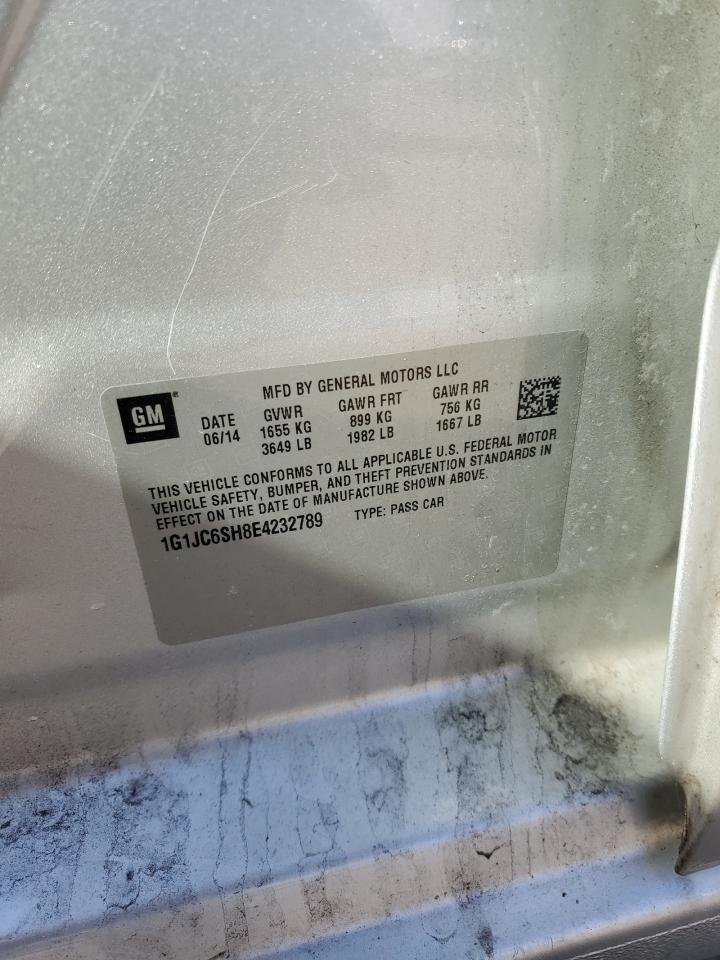 MFD BY GENERAL MOTORS LLC
GM ®
DATE GVWR GAWR FRT GAWR RR
06/14 1655 KG 899 KG 756 KG
3649 LB 1982 LB 1667 LB
THIS VEHICLE CONFORMS TO ALL APPLICABLE U.S. FEDERAL MOTOR
VEHICLE SAFETY, BUMPER, AND THEFT PREVENTION STANDARDS IN
EFFECT ON THE DATE OF MANUFACTURE SHOWN ABOVE.
1G1JC6SH8E4232789 TYPE: PASS CAR